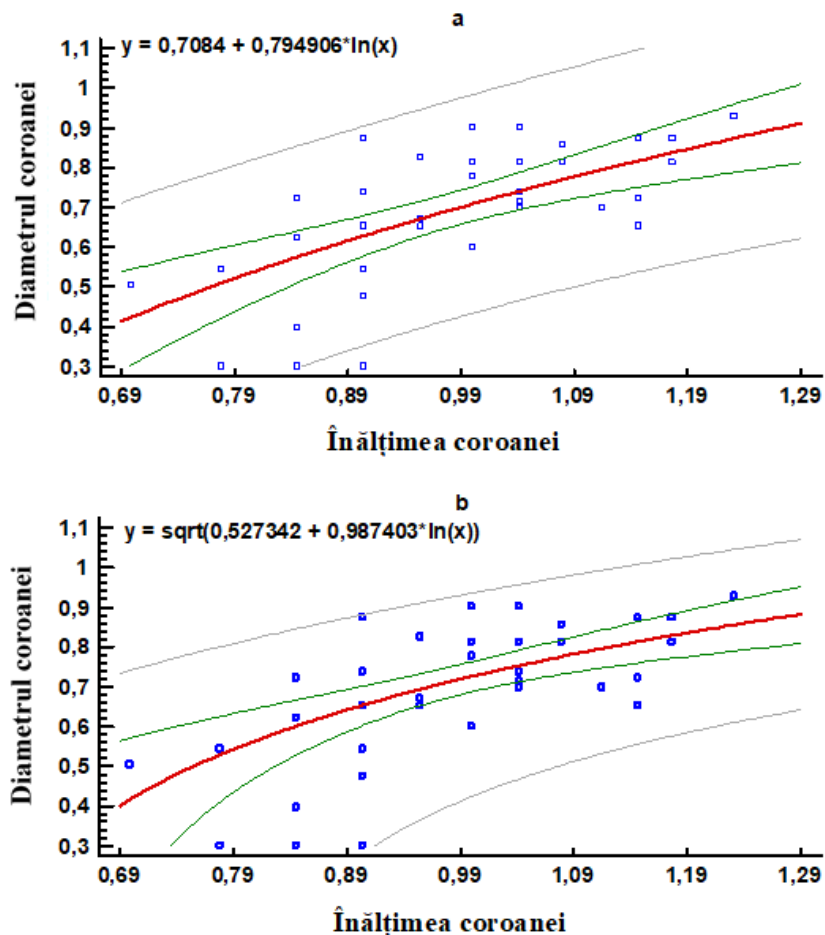 a
y = 0,7084 + 0,794906*ln(x)
Diametrul coroanei
1,1
1
0,9
0,8
0,7
0,6
0,5
0,4
0,3
0,69 0,79 0,89 0,99 1,09 1,19 1,29
Înălțimea coroanei
b
y = sqrt(0,527342 + 0,987403*ln(x))
Diametrul coroanei
1,1
1
0,9
0,8
0,7
0,6
0,5
0,4
0,3
0,69 0,79 0,89 0,99 1,09 1,19 1,29
Înălțimea coroanei